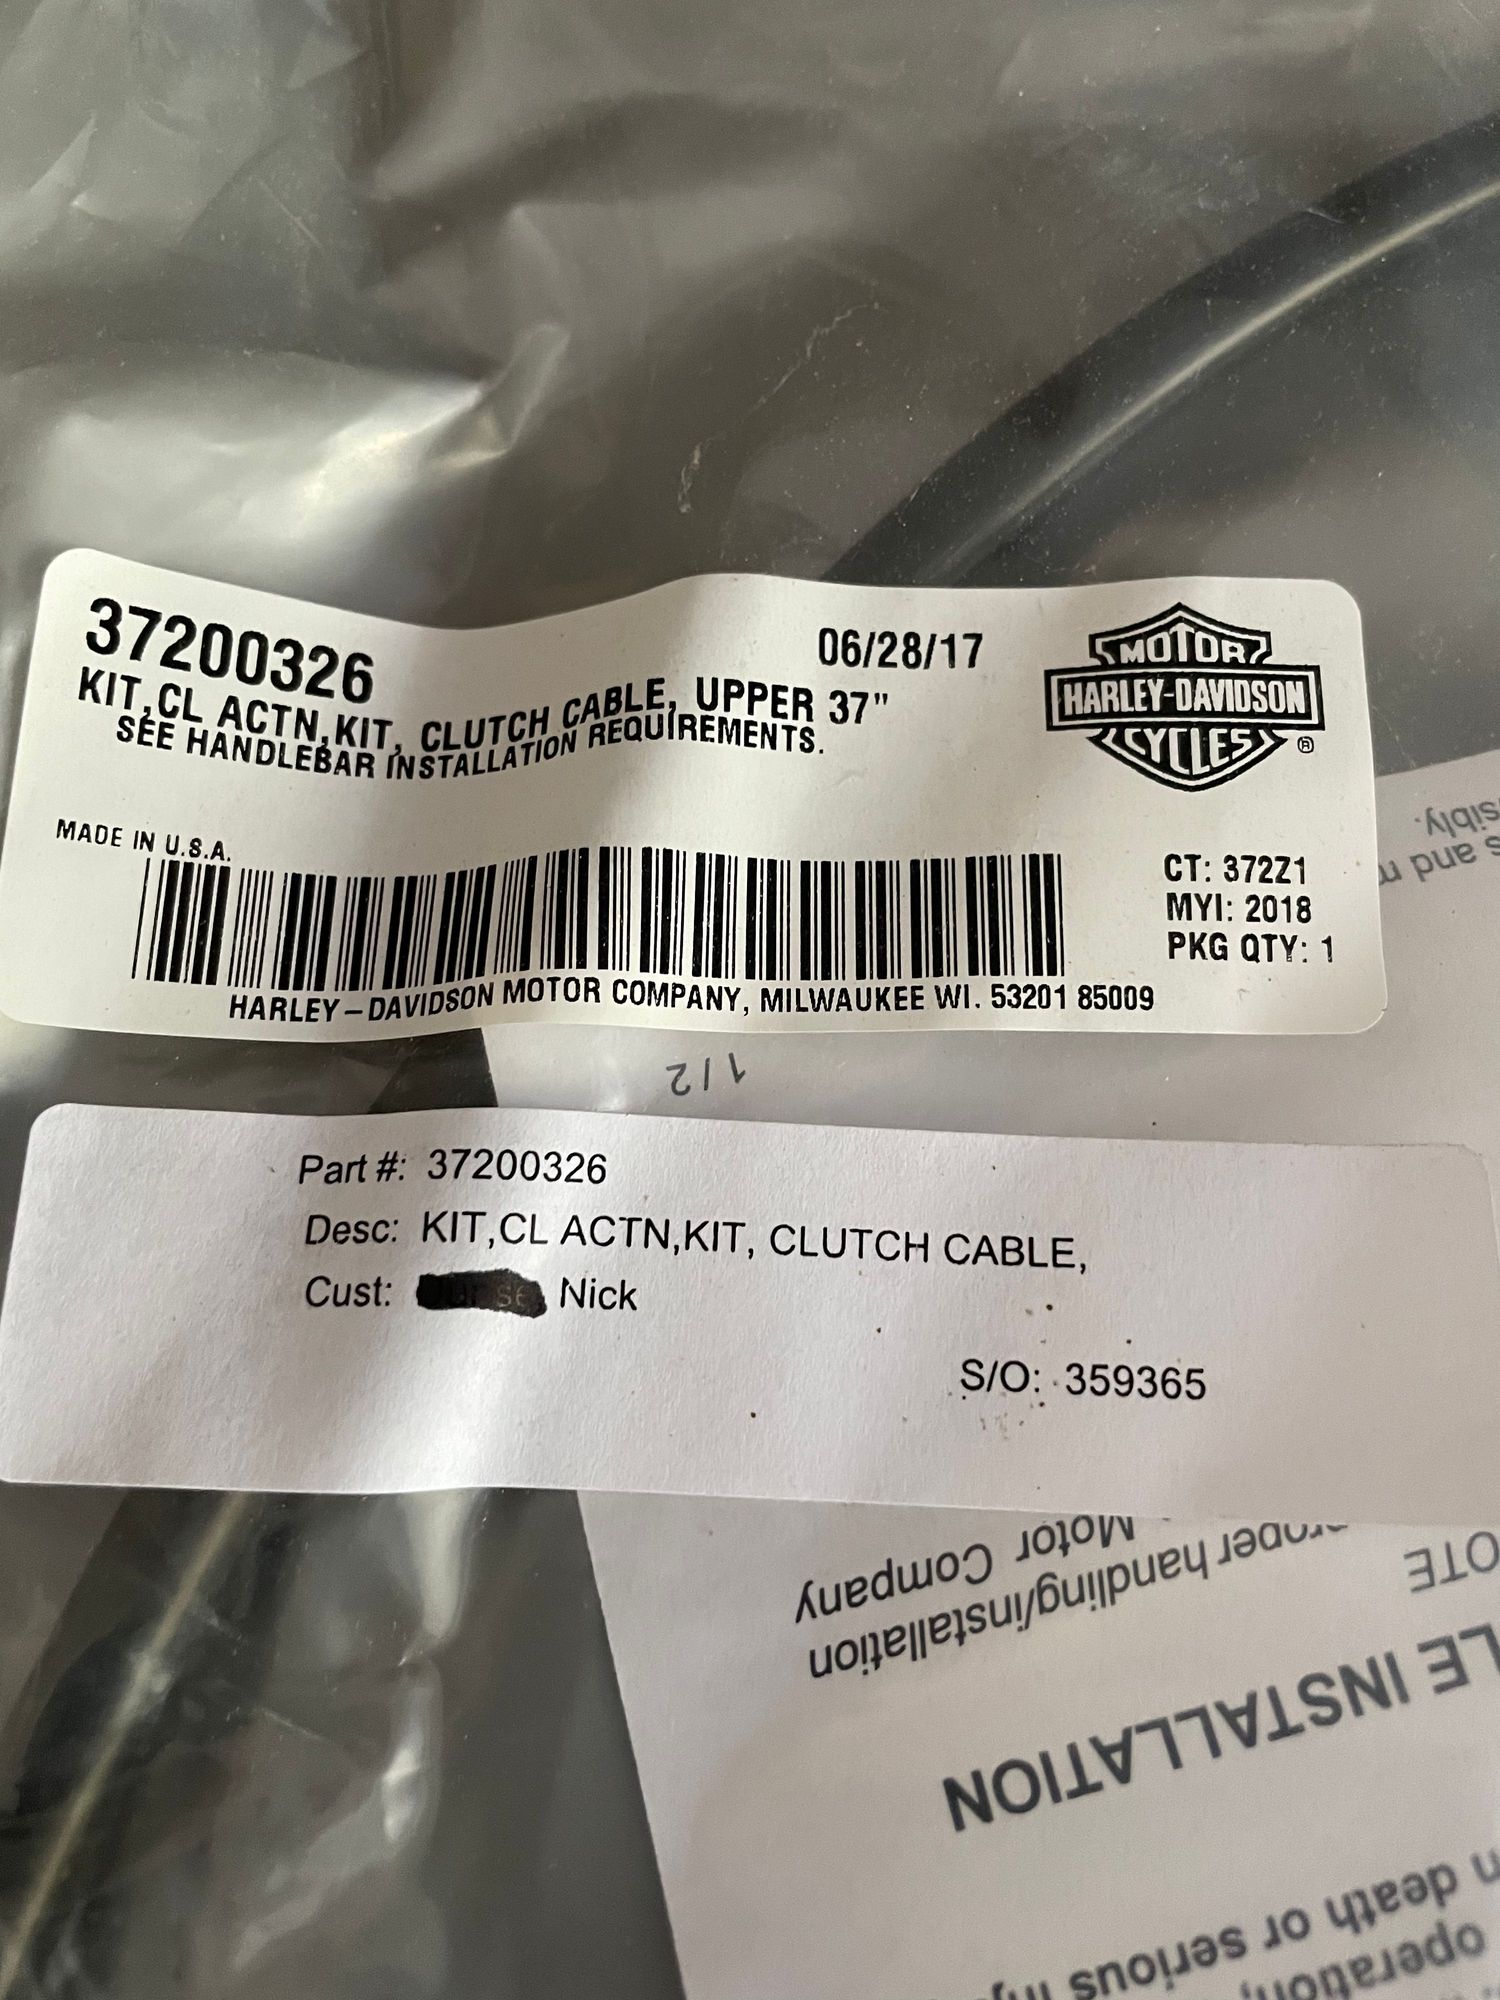 37200326
06/28/17
KIT,CL ACTN,KIT, CLUTCH CABLE, UPPER 37"
SEE HANDLEBAR INSTALLATION REQUIREMENTS.
MOTOR
HARLEY-DAVIDSON
CYCLES
®
MADE IN U.S.A.
CT: 372Z1
MYI: 2018
PKG QTY: 1
HARLEY-DAVIDSON MOTOR COMPANY, MILWAUKEE WI. 53201 85009
1 / 2
Part #: 37200326
Desc: KIT,CL ACTN,KIT, CLUTCH CABLE,
Cust: Nick
S/O: 359365
and
Motor Company
handling/installation
INSTALLATION
death or serious
operation,